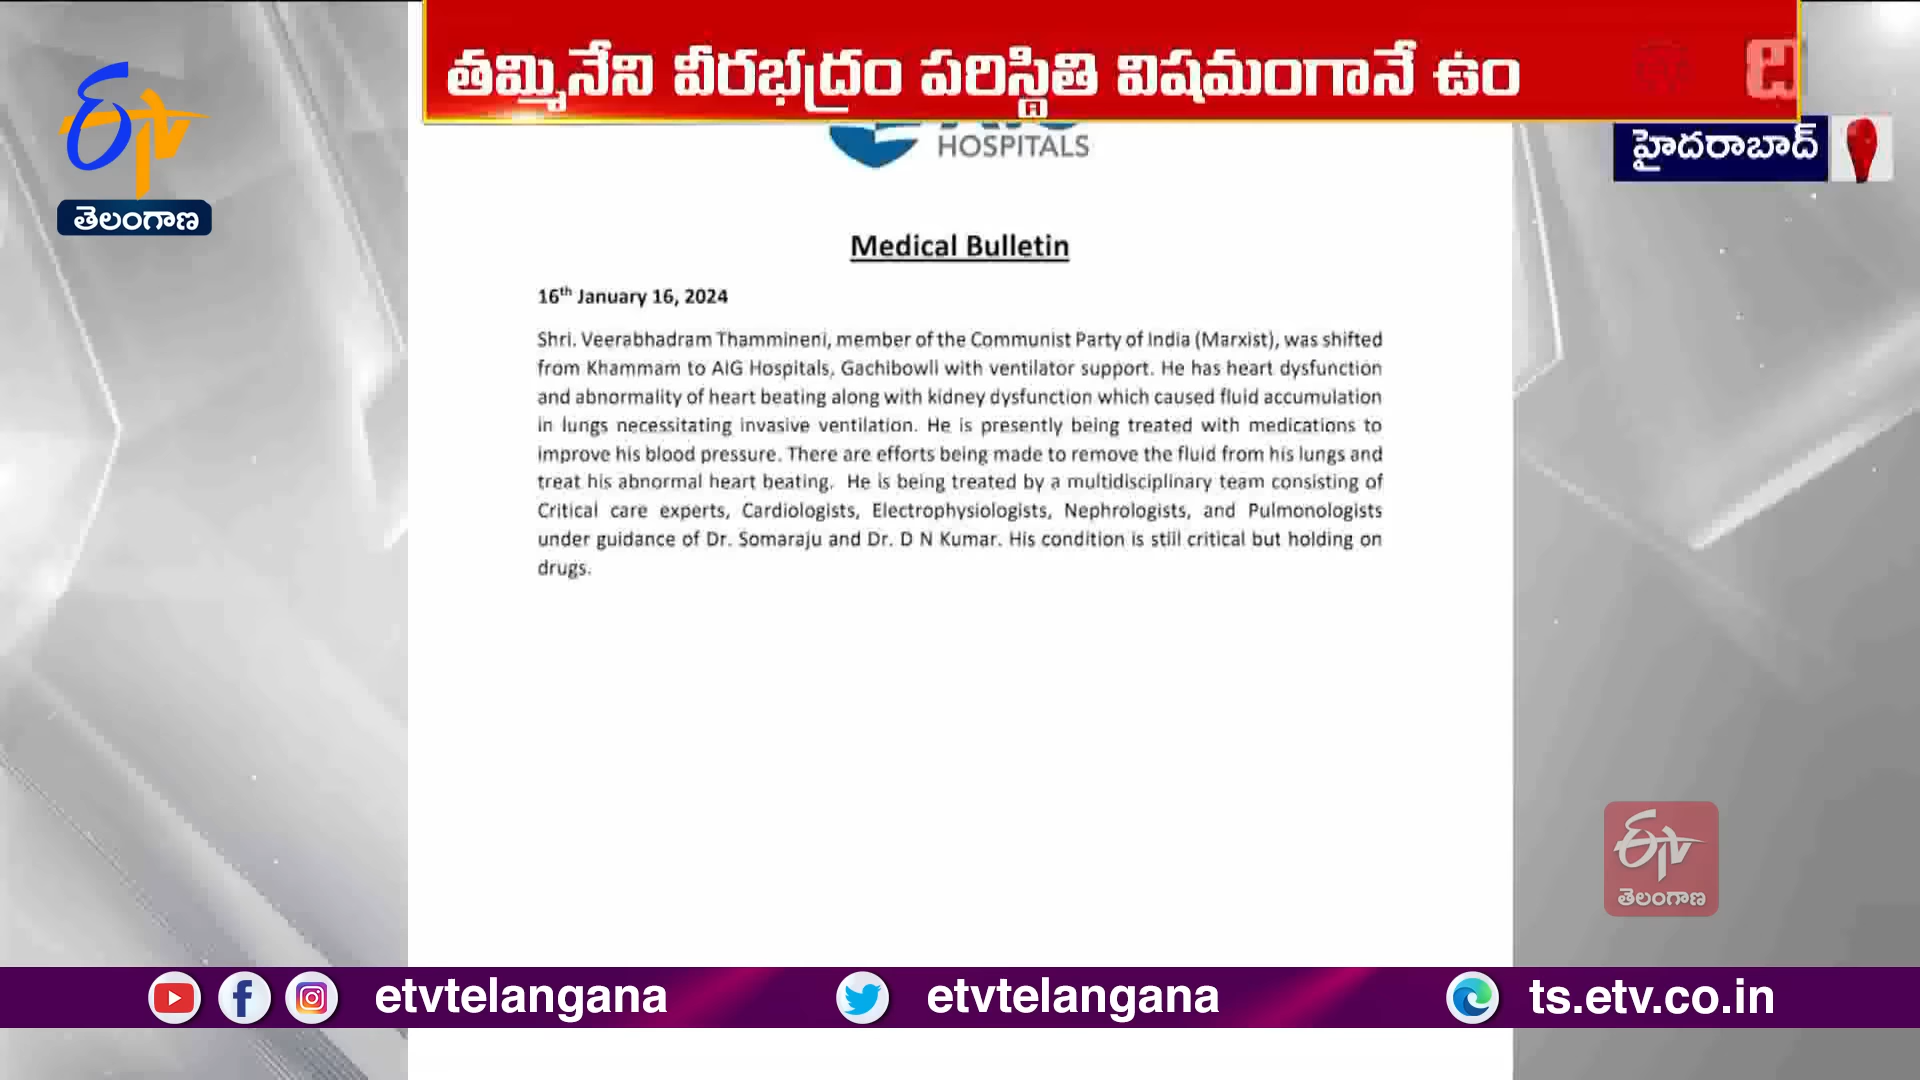 తమ్మినేని వీరభద్రం పరిస్థితి విషమంగానే ఉం
ETV
తెలంగాణ
హైదరాబాద్
HOSPITALS
Medical Bulletin
16th January 16, 2024
Shri. Veerabhadram Thammineni, member of the Communist Party of India (Marxist), was shifted
from Khammam to AIG Hospitals, Gachibowli with ventilator support. He has heart dysfunction
and abnormality of heart beating along with kidney dysfunction which caused fluid accumulation
in lungs necessitating invasive ventilation. He is presently being treated with medications to
improve his blood pressure. There are efforts being made to remove the fluid from his lungs and
treat his abnormal heart beating. He is being treated by a multidisciplinary team consisting of
Critical care experts, Cardiologists, Electrophysiologists, Nephrologists, and Pulmonologists
under guidance of Dr. Somaraju and Dr. D N Kumar. His condition is still critical but holding on
drugs.
ETV
తెలంగాణ
etvtelangana
etvtelangana
ts.etv.co.in